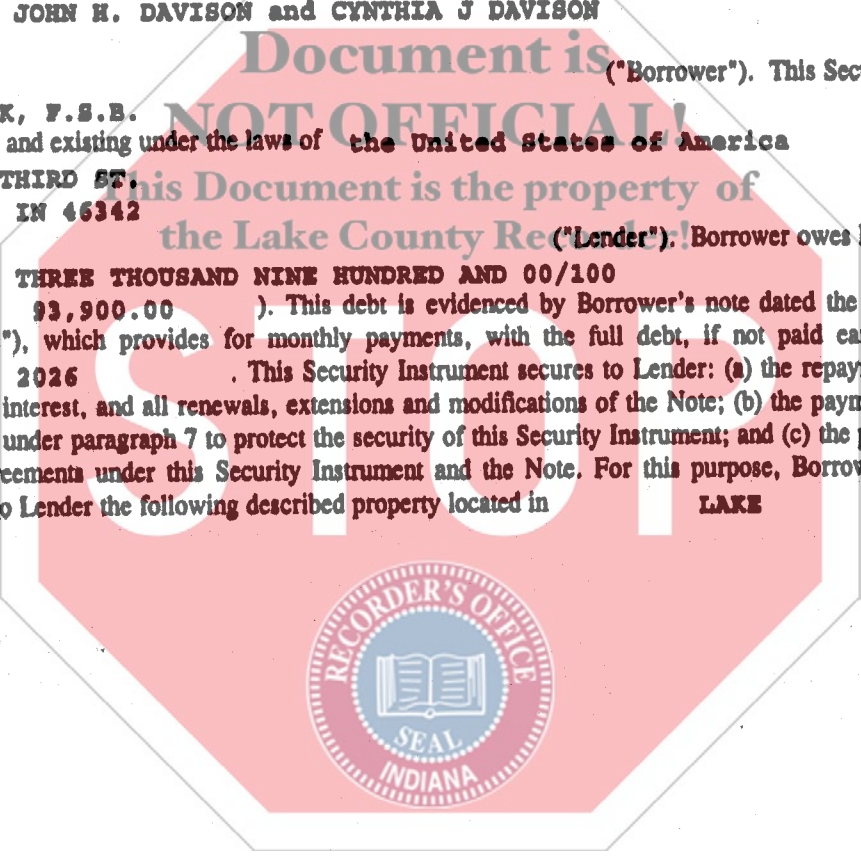 JOHN H. DAVISON and CYNTHIA J DAVISON
Document is
("Borrower"). This Sec
K, F.S.B.
NOT OFFICIAL!
and existing under the laws of the United States of America
THIRD ST.
This Document is the property of
IN 46342
the Lake County Recorder!
("Lender"). Borrower owes
THREE THOUSAND NINE HUNDRED AND 00/100
93,900.00 ). This debt is evidenced by Borrower's note dated the
"), which provides for monthly payments, with the full debt, if not paid ea
2026 . This Security Instrument secures to Lender: (a) the repay
interest, and all renewals, extensions and modifications of the Note; (b) the paym
under paragraph 7 to protect the security of this Security Instrument; and (c) the
reements under this Security Instrument and the Note. For this purpose, Borrow
o Lender the following described property located in LAKE
STOP
RECORDER'S OFFICE
SEAL
INDIANA